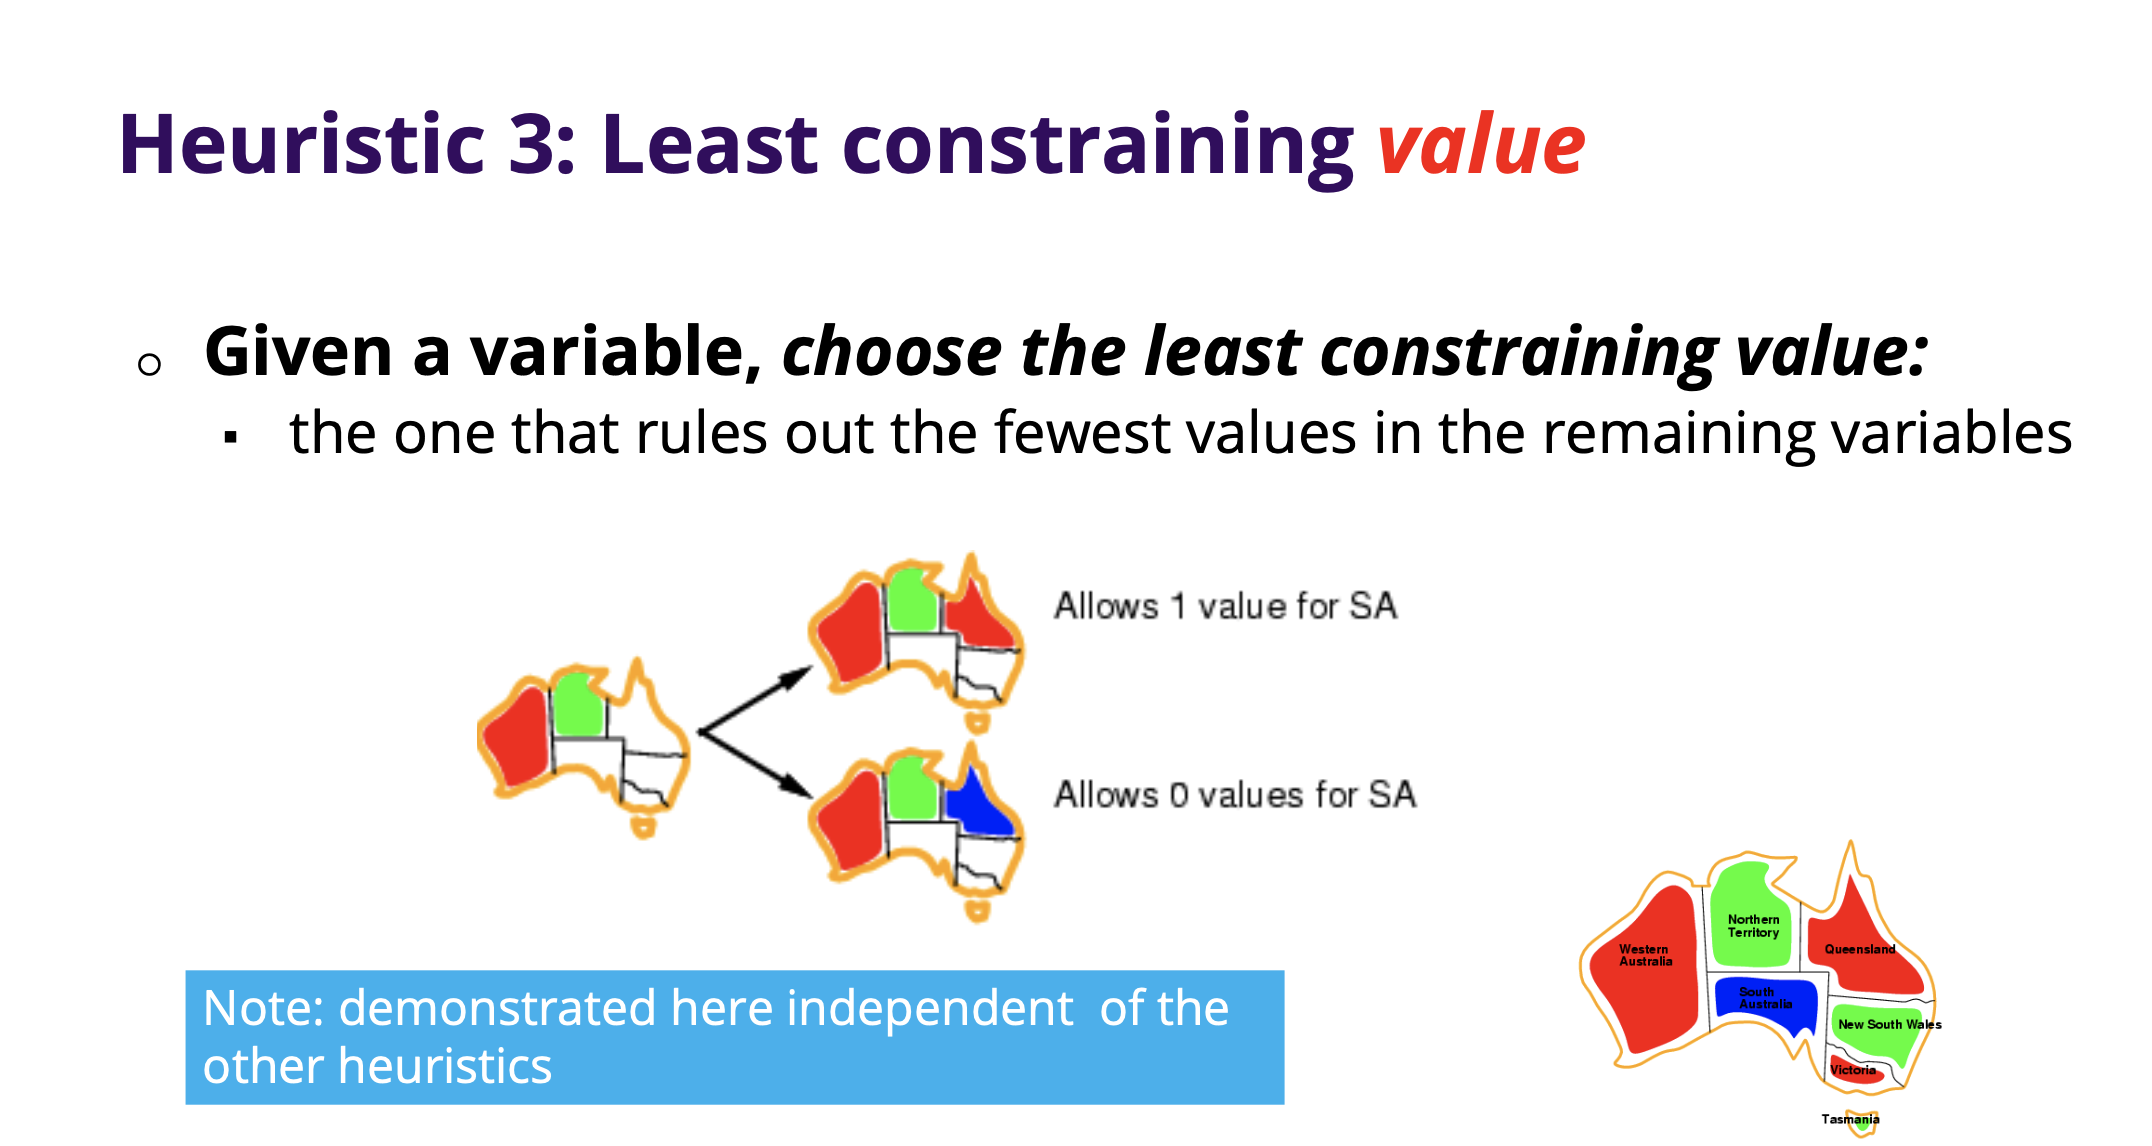 Heuristic 3: Least constraining value
Given a variable, choose the least constraining value:
the one that rules out the fewest values in the remaining variables
Allows 1 value for SA
Allows 0 values for SA
Northern
Territory
Western
Australia
Queensland
South
Australia
New South Wales
Victoria
Tasmania
Note: demonstrated here independent  of the
other heuristics